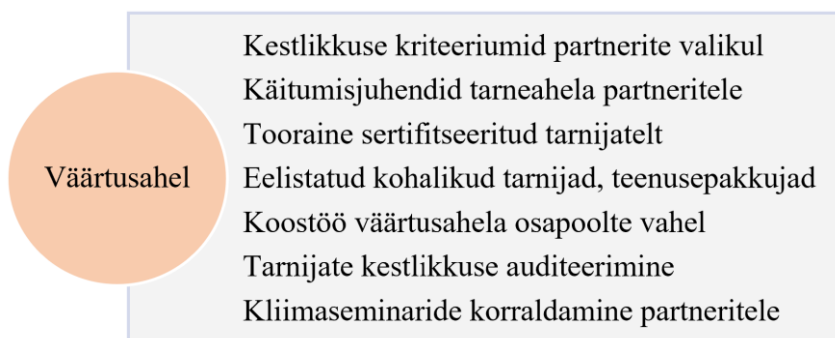 Väärtusahel
Kestlikkuse kriteeriumid partnerite valikul
Käitumisjuhendid tarneahela partneritele
Tooraine sertifitseeritud tarnijatelt
Eelistatud kohalikud tarnijad, teenusepakkujad
Koostöö väärtusahela osapoolte vahel
Tarnijate kestlikkuse auditeerimine
Kliimaseminaride korraldamine partneritele